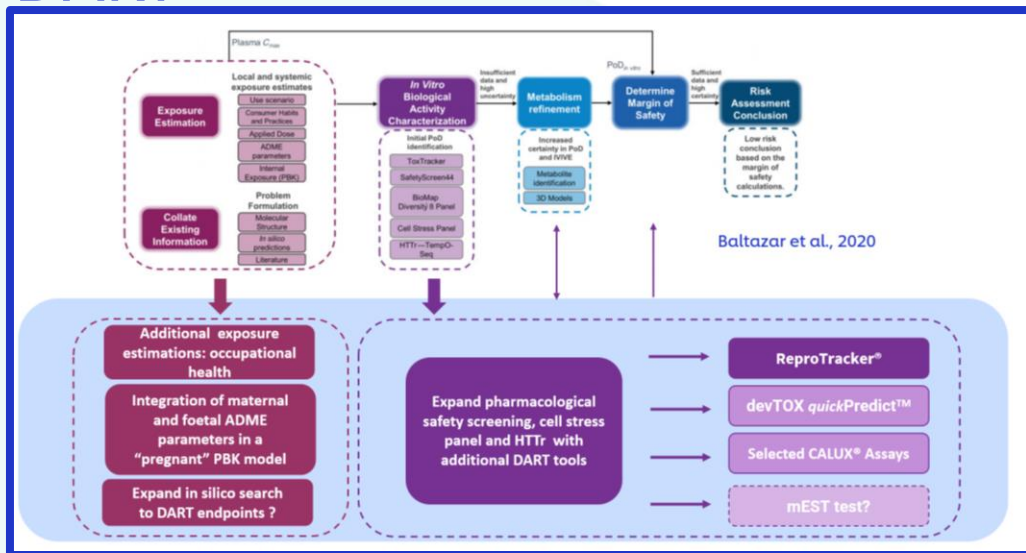 Plasma Cmax
Local and systemic
exposure estimates
Exposure
Estimation
Use scenario
Consumer Habits
and Practices
Applied Dose
ADME
parameters
Internal
Exposure (PBK)
Problem
Formulation
Collate
Existing
Information
Molecular
Structure
In silico
predictions
Literature
In Vitro
Biological
Activity
Characterization
Initial PoD
identification
ToxTracker
SafetyScreen44
BioMap
Diversity 8 Panel
Cell Stress Panel
HTTr—TempO-
Seq
Insufficient
data and
high
uncertainty
Metabolism
refinement
Increased
certainty in PoD
and IVIVE
Metabolite
identification
3D Models
PoDin vitro
Determine
Margin of
Safety
Sufficient
data and
high
certainty
Risk
Assessment
Conclusion
Low risk
conclusion
based on the
margin of
safety
calculations.
Baltazar et al., 2020
Additional exposure
estimations: occupational
health
Integration of maternal
and foetal ADME
parameters in a
“pregnant” PBK model
Expand in silico search
to DART endpoints ?
Expand pharmacological
safety screening, cell stress
panel and HTTr with
additional DART tools
ReproTracker®
devTOX quickPredict™
Selected CALUX® Assays
mEST test?